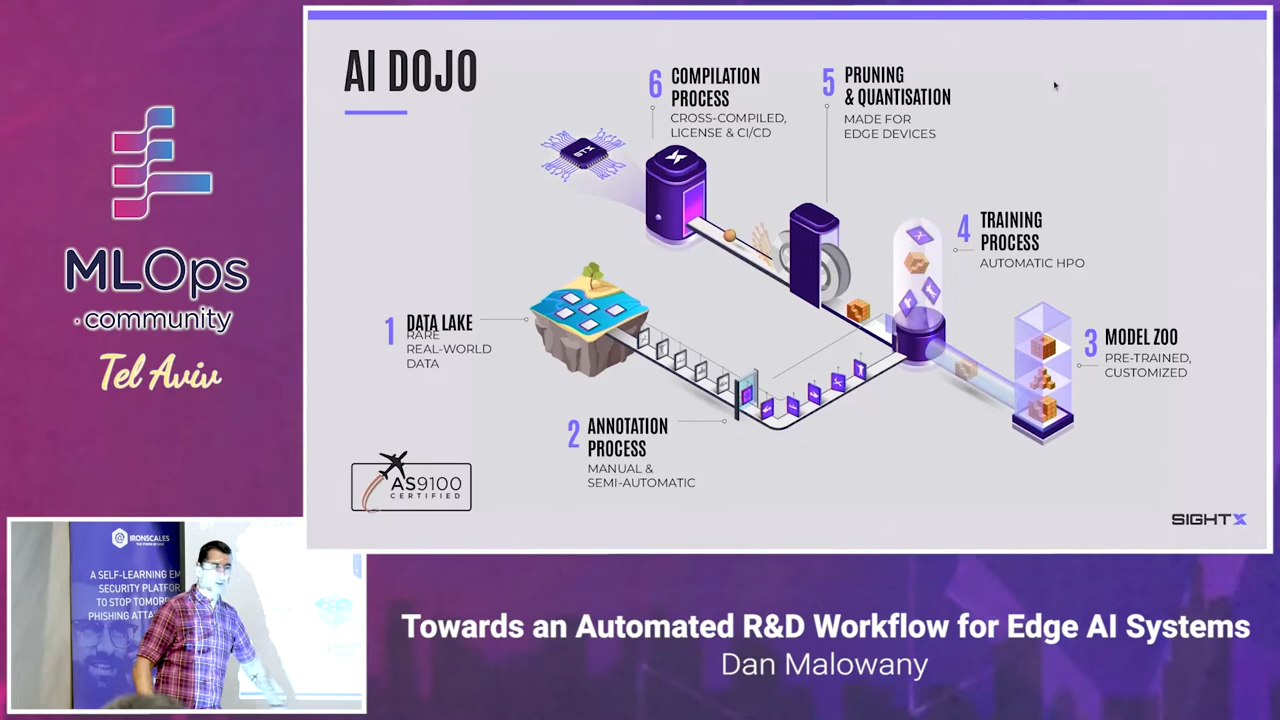 MLOps
community
Tel Aviv
AI DOJO
6 COMPILATION
PROCESS
CROSS-COMPILED,
LICENSE & CI/CD
5 PRUNING
& QUANTISATION
MADE FOR
EDGE DEVICES
STX
4 TRAINING
PROCESS
AUTOMATIC HPO
1 DATA LAKE
RARE
REAL-WORLD
DATA
3 MODEL ZOO
PRE-TRAINED,
CUSTOMIZED
2 ANNOTATION
PROCESS
MANUAL &
SEMI-AUTOMATIC
AS9100
CERTIFIED
SIGHTX
IRONSCALES
A SELF-LEARNING EM
SECURITY PLATFOR
TO STOP TOMOR
PHISHING ATTA
Towards an Automated R&D Workflow for Edge AI Systems
Dan Malowany